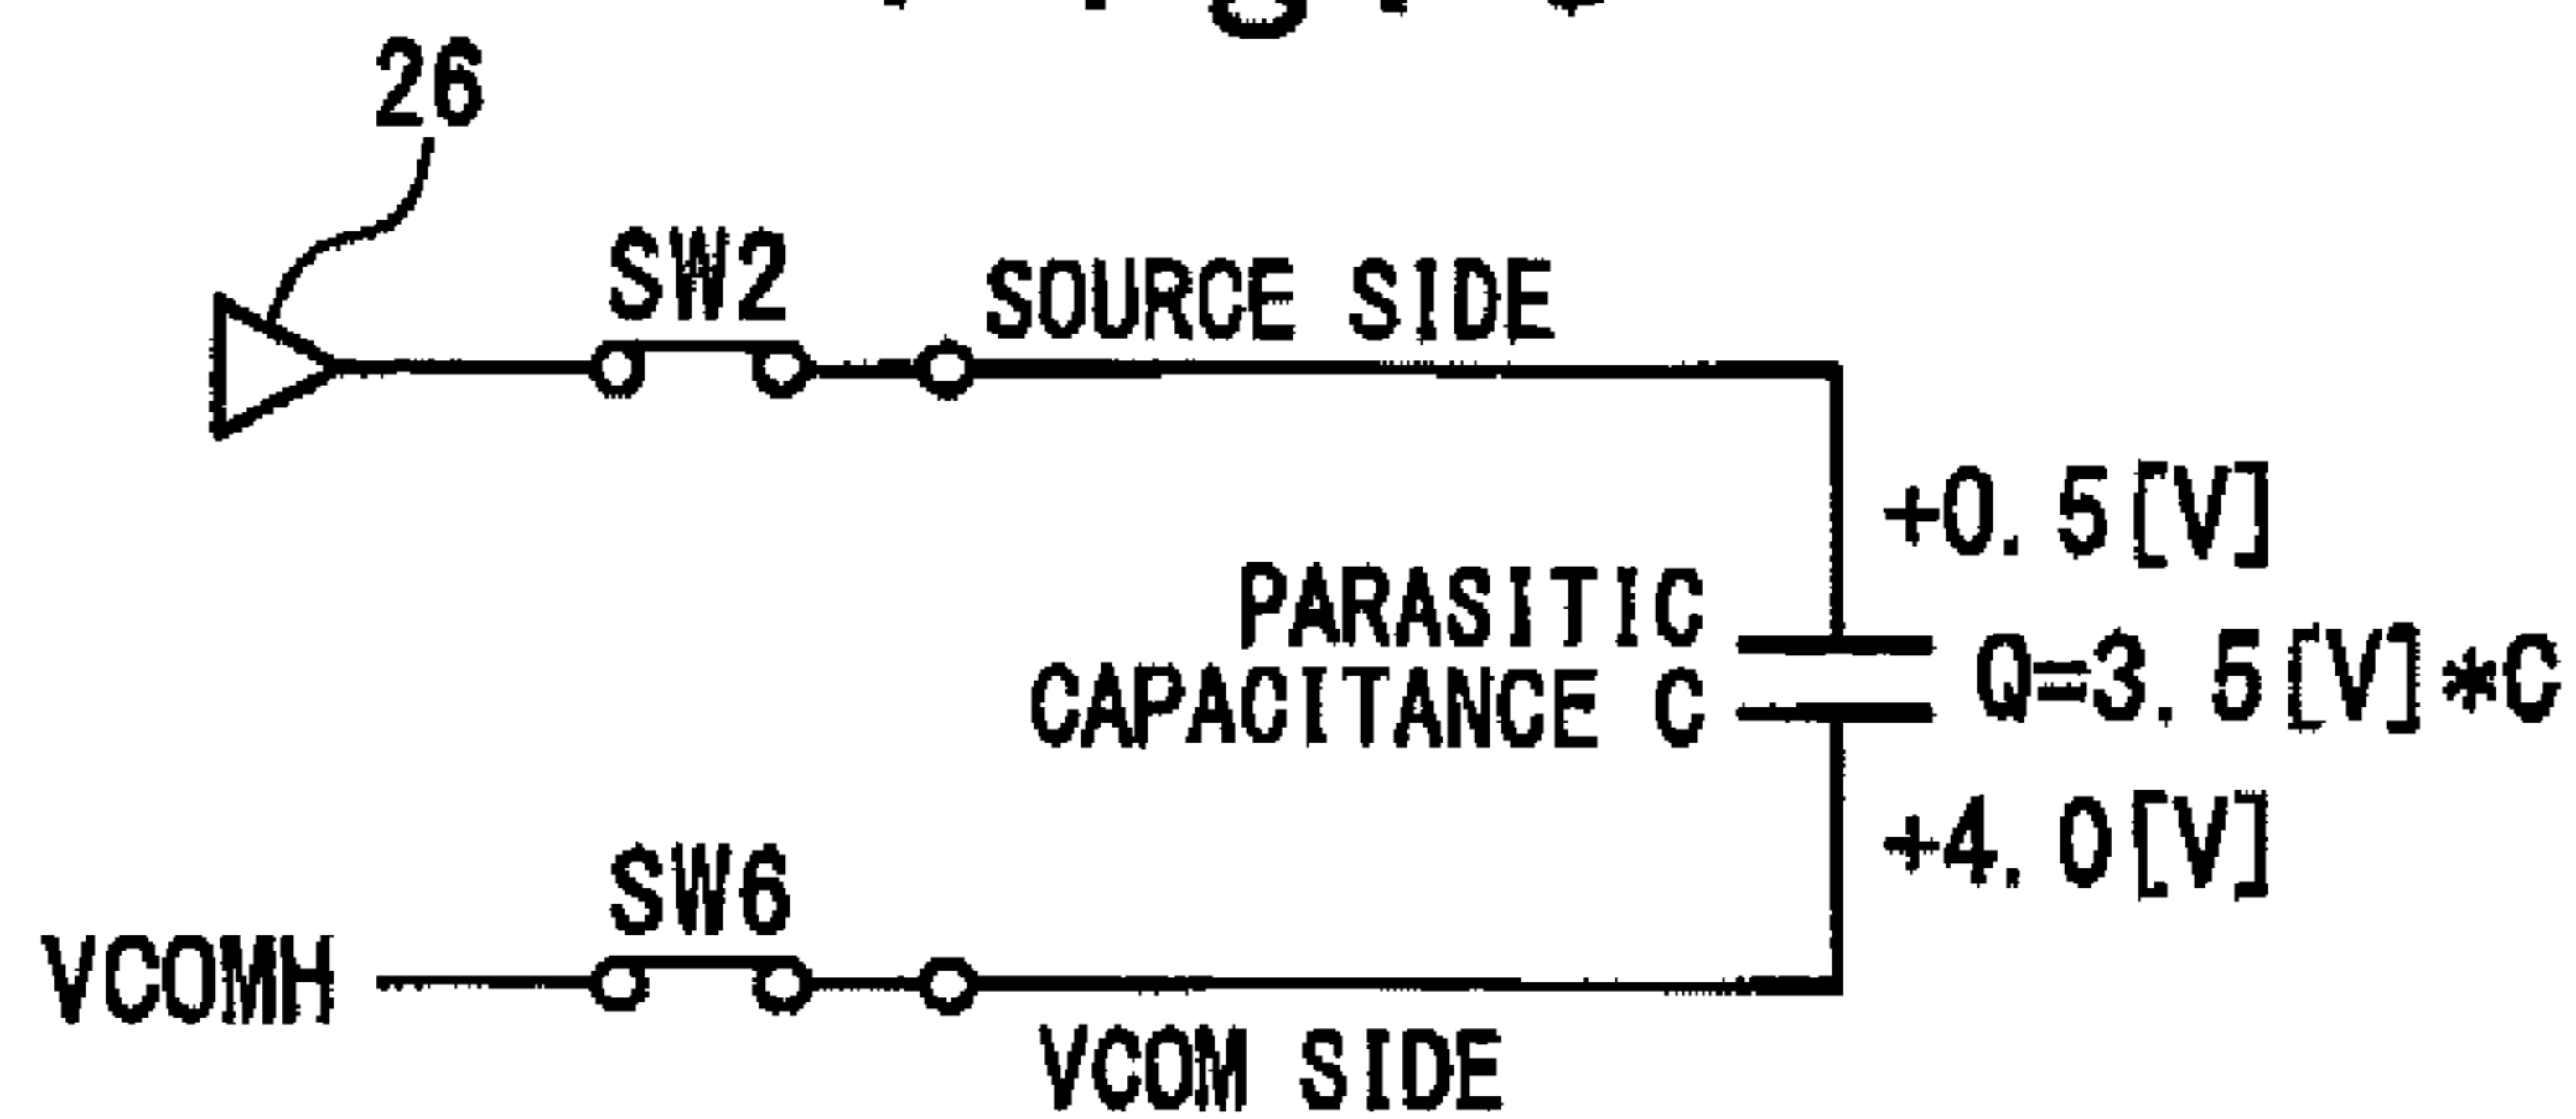 26
SW2
SOURCE SIDE
+0.5[V]
PARASITIC
CAPACITANCE C
Q=3.5[V]*C
+4.0[V]
SW6
VCOMH
VCOM SIDE